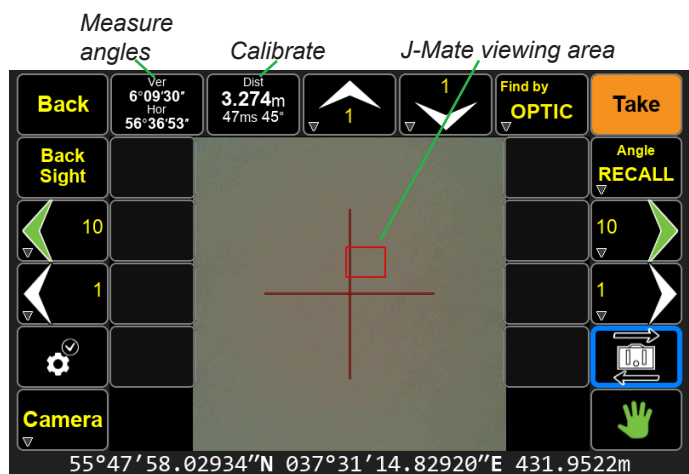 Measure
angles
Calibrate
J-Mate viewing area
Back
Ver
6°09'30"
Hor
56°36'53"
Dist
3.274m
47ms 45°
1
1
Find by
OPTIC
Take
Back
Sight
Angle
RECALL
10
10
1
1
Camera
55°47’58.02934”N 037°31’14.82920”E 431.9522m